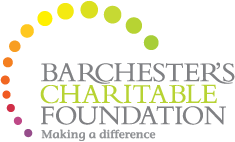 BARCHESTER'S
CHARITABLE
FOUNDATION
Making a difference